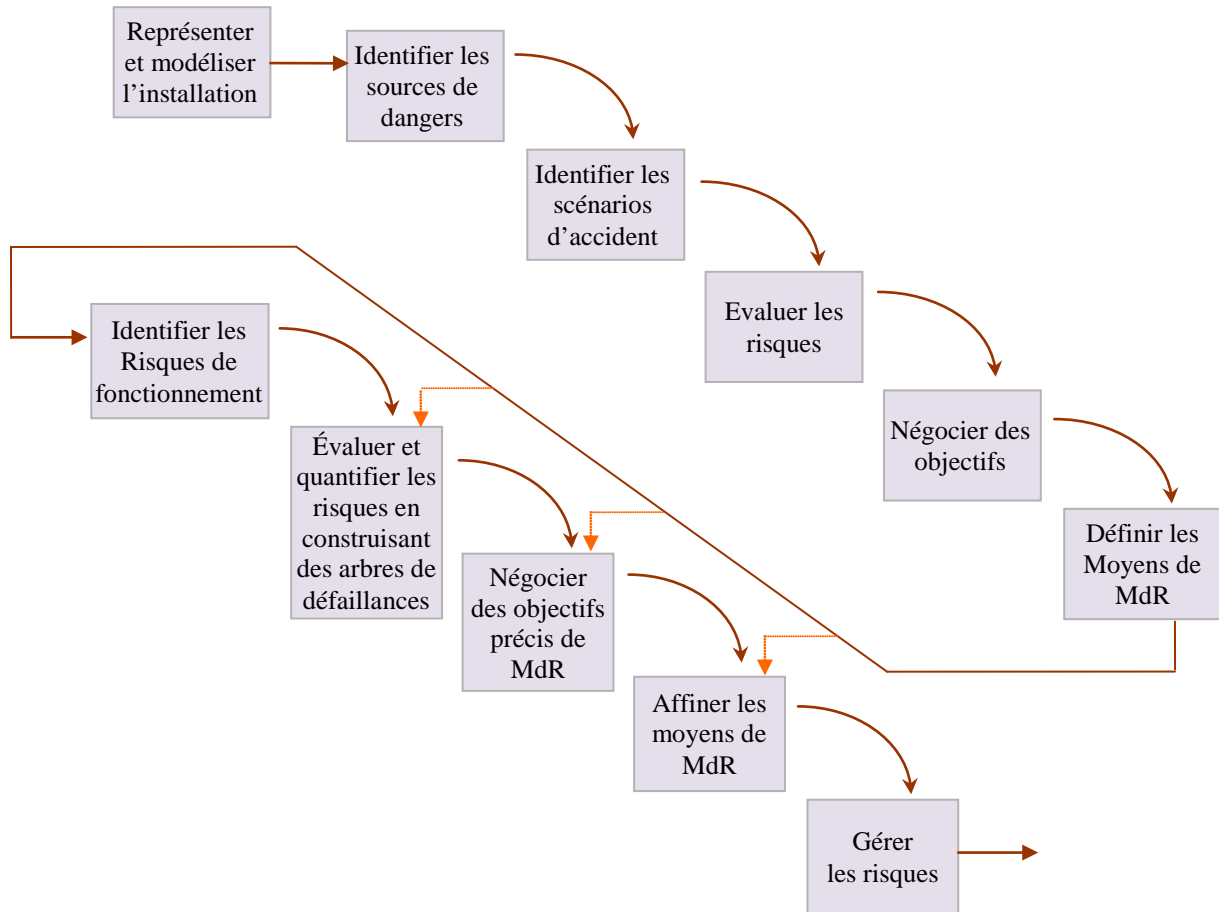 Représenter
et modéliser
l’installation
Identifier les
sources de
dangers
Identifier les
scénarios
d’accident
Evaluer les
risques
Négocier des
objectifs
Définir les
Moyens de
MdR
Identifier les
Risques de
fonctionnement
Évaluer et
quantifier les
risques en
construisant
des arbres de
défaillances
Négocier
des objectifs
précis de
MdR
Affiner les
moyens de
MdR
Gérer
les risques